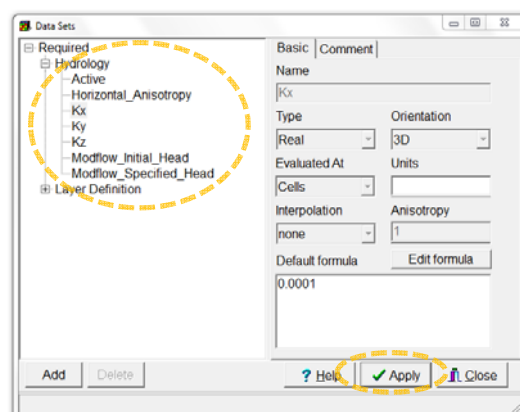 Data Sets
Required
Hydrology
Active
Horizontal_Anisotropy
Kx
Ky
Kz
Modflow_Initial_Head
Modflow_Specified_Head
Layer Definition
Basic Comment
Name
Kx
Type Orientation
Real 3D
Evaluated At Units
Cells
Interpolation Anisotropy
none 1
Default formula Edit formula
0.0001
Add Delete ? Help Apply Close